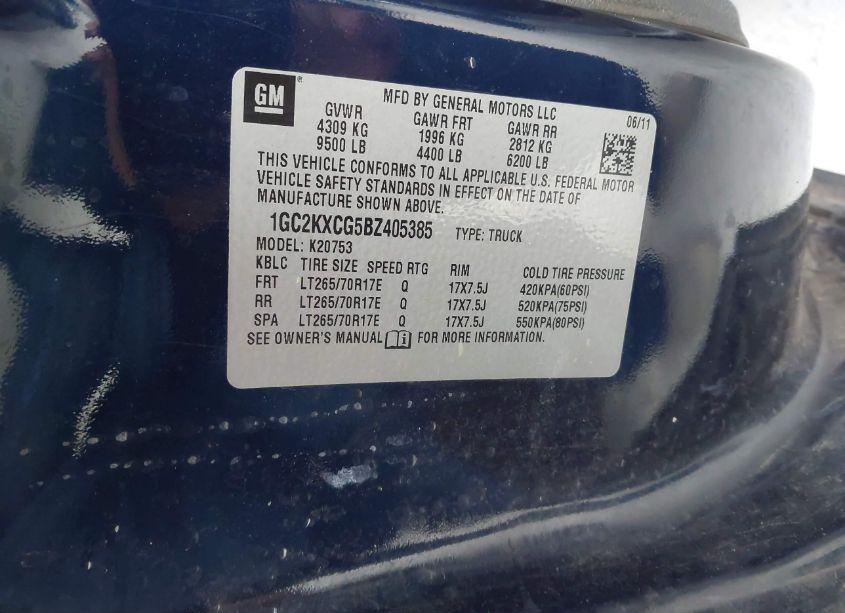 GM ®
MFD BY GENERAL MOTORS LLC
06/11
GVWR GAWR FRT GAWR RR
4309 KG 1996 KG 2812 KG
9500 LB 4400 LB 6200 LB
THIS VEHICLE CONFORMS TO ALL APPLICABLE U.S. FEDERAL MOTOR
VEHICLE SAFETY STANDARDS IN EFFECT ON THE DATE OF
MANUFACTURE SHOWN ABOVE.
1GC2KXCG5BZ405385 TYPE: TRUCK
MODEL: K20753
KBLC TIRE SIZE SPEED RTG RIM COLD TIRE PRESSURE
FRT LT265/70R17E Q 17X7.5J 420KPA(60PSI)
RR LT265/70R17E Q 17X7.5J 520KPA(75PSI)
SPA LT265/70R17E Q 17X7.5J 550KPA(80PSI)
SEE OWNER'S MANUAL FOR MORE INFORMATION.